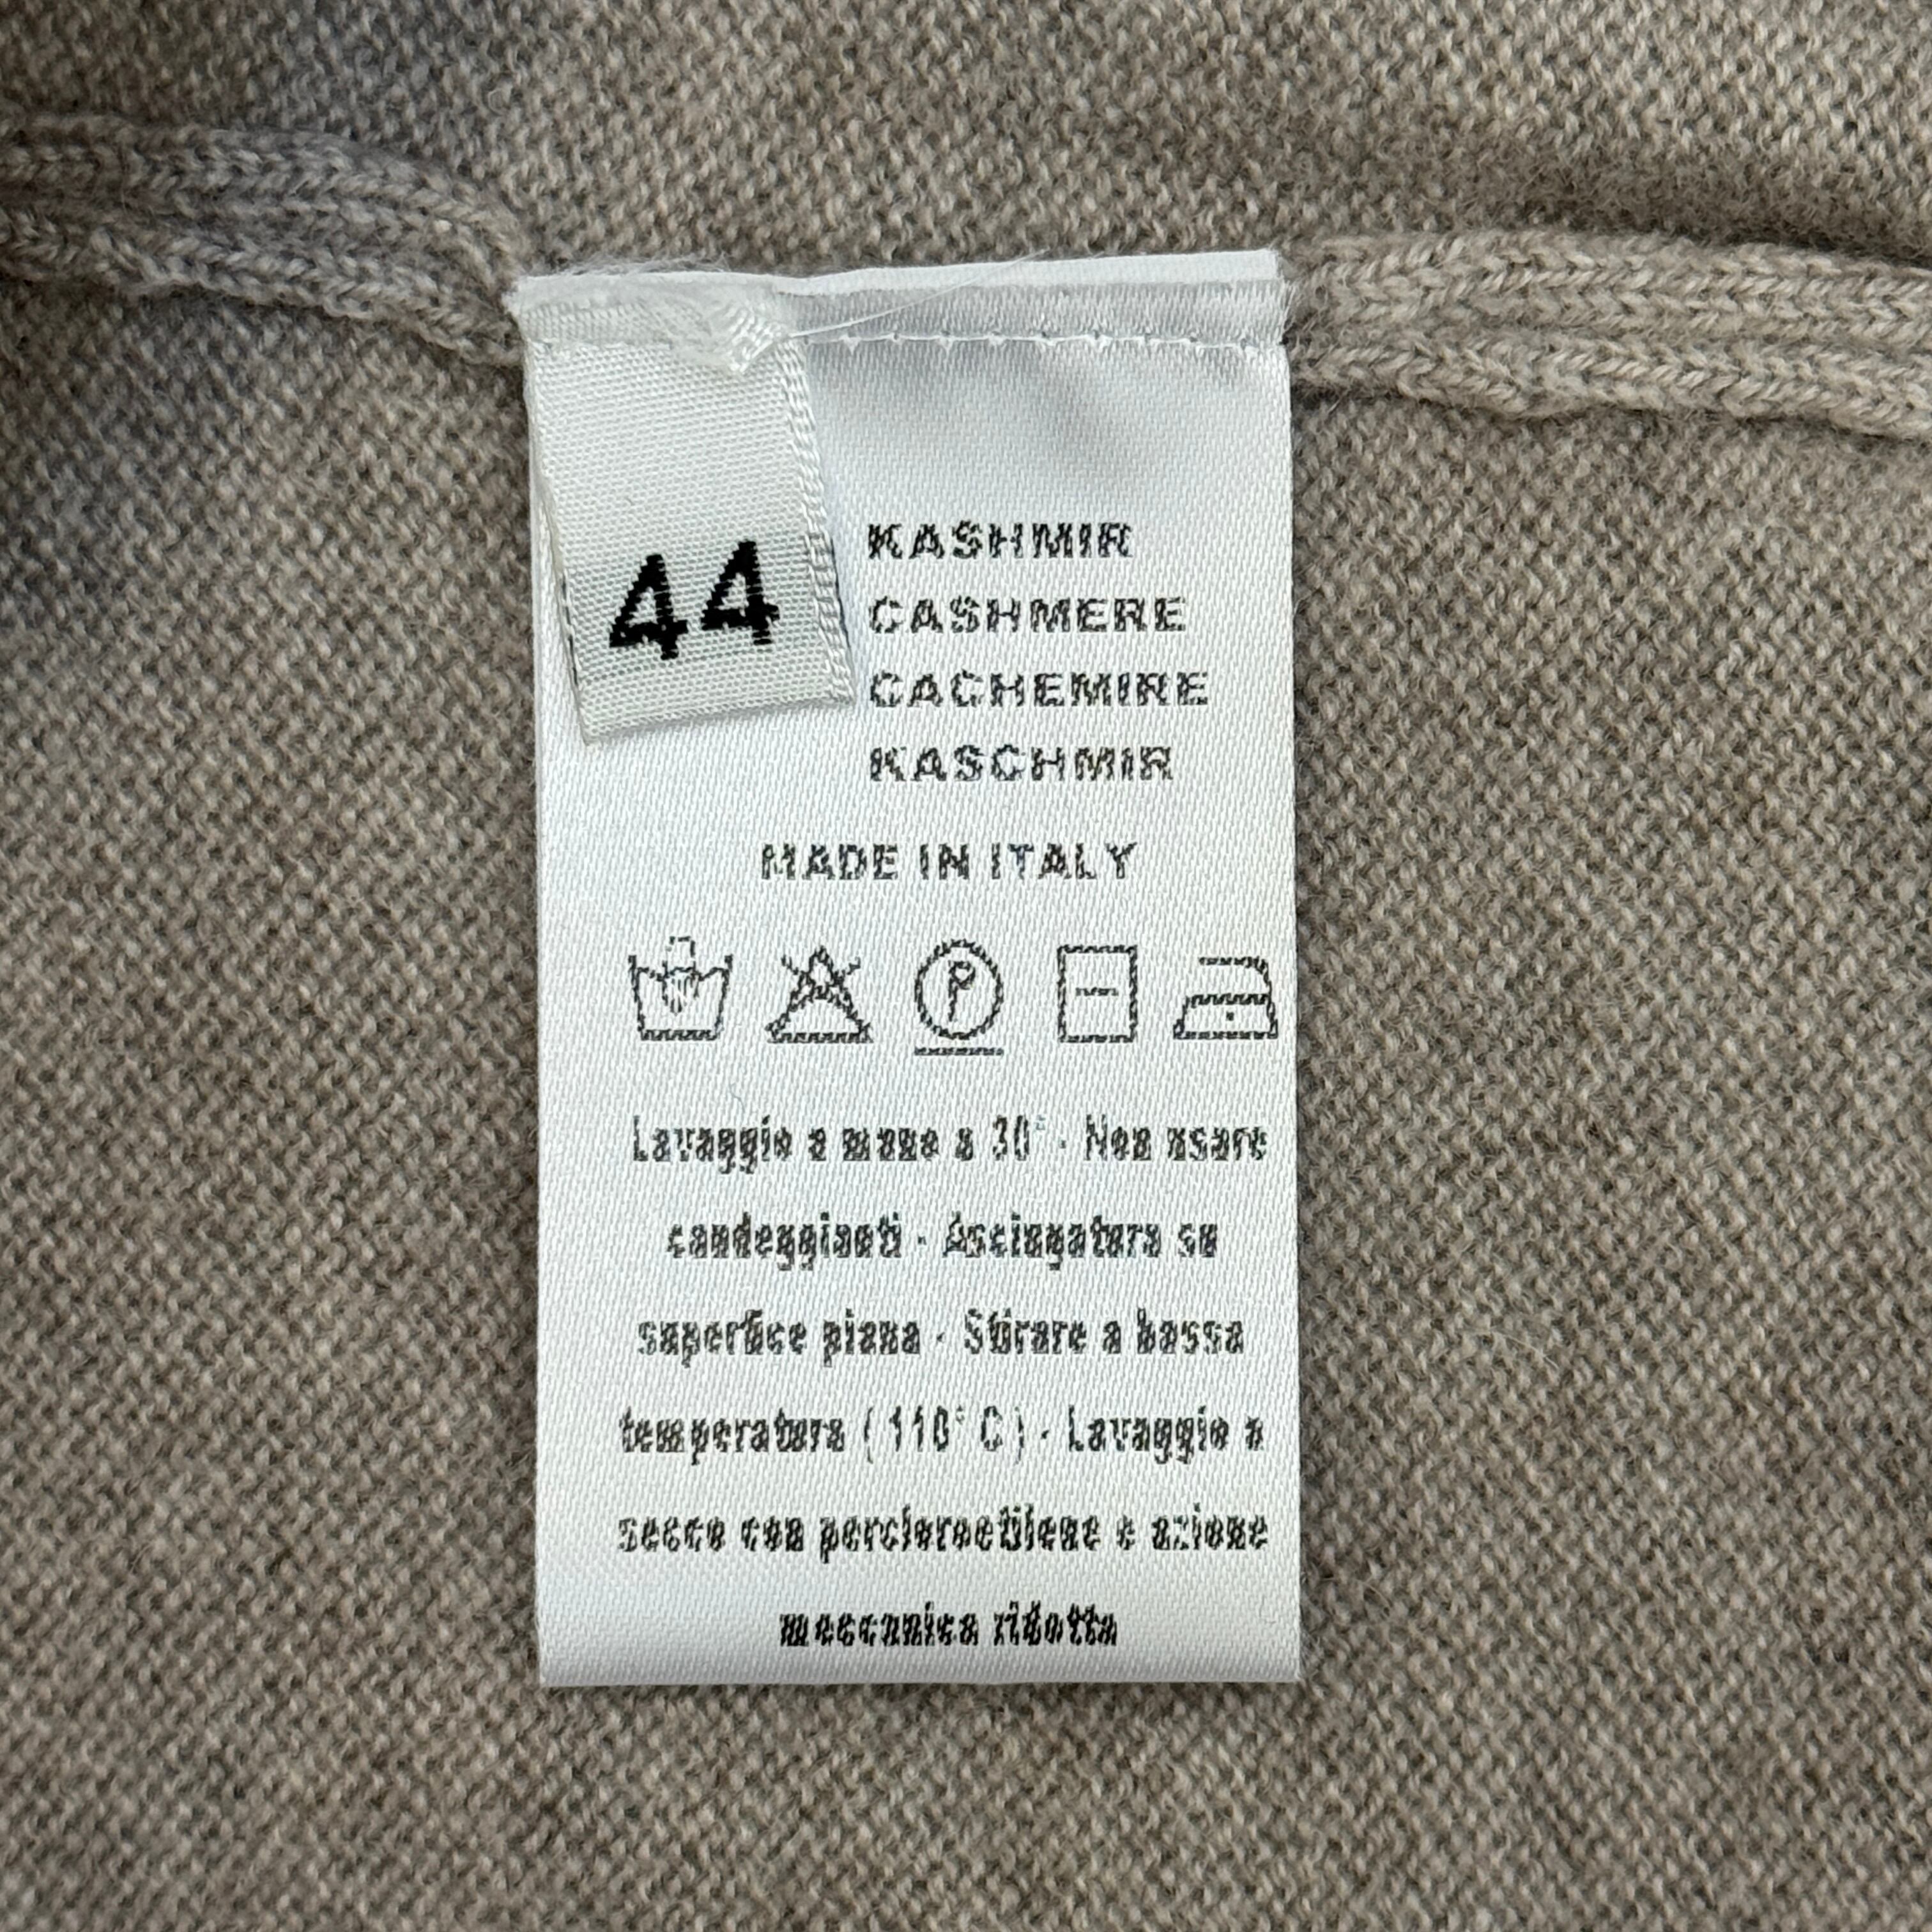 44
KASHMIR
CASHMERE
CACHEMIRE
KASCHMIR
MADE IN ITALY
P
Lavaggio a mano a 30° - Non usare
candeggianti - Asciugatura su
superfice piana - Stirare a bassa
temperatura ( 110° C ) - Lavaggio a
secco con percloroetilene e azione
meccanica ridotta